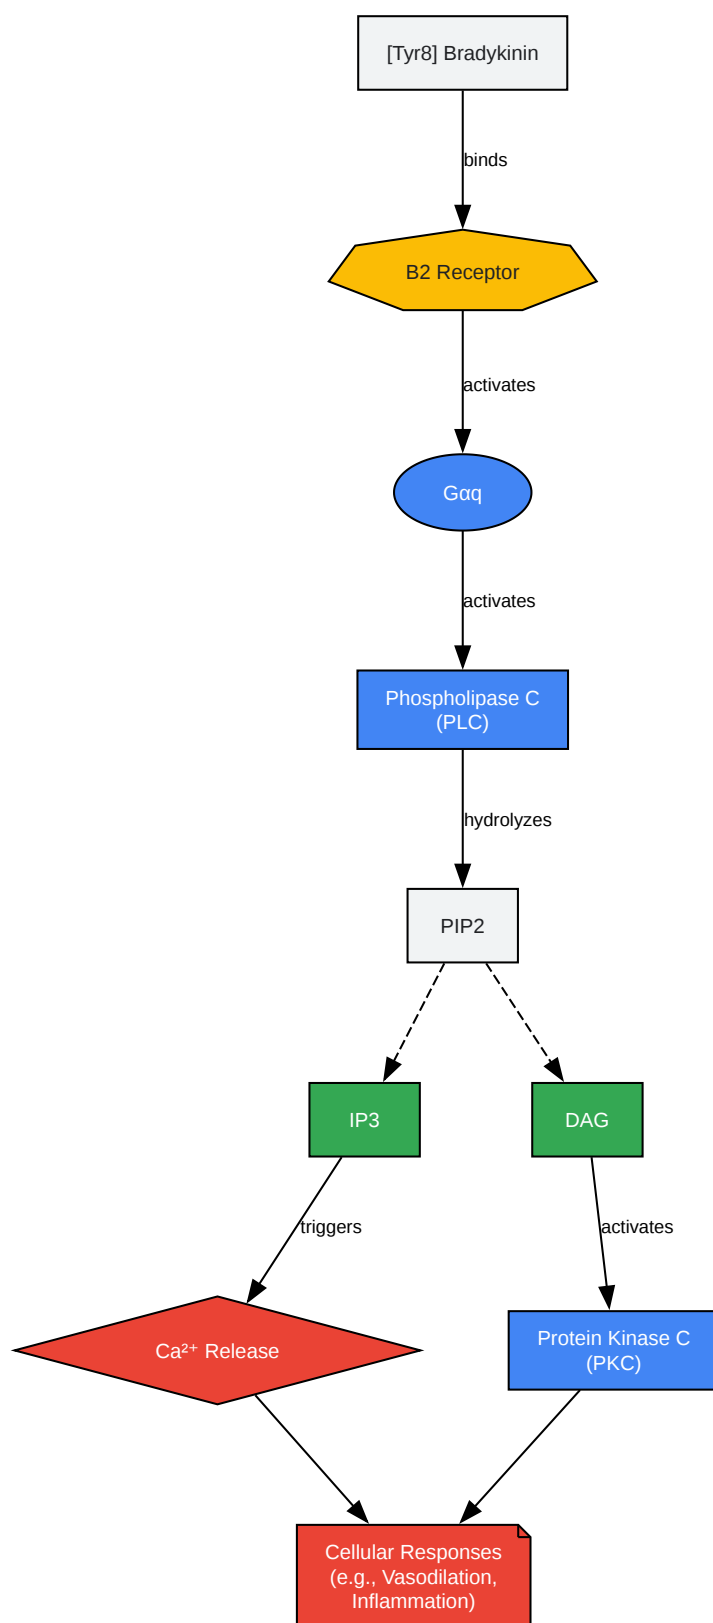 [Tyr8] Bradykinin
binds
B2 Receptor
activates
Gαq
activates
Phospholipase C
(PLC)
hydrolyzes
PIP2
IP3
DAG
triggers
activates
Ca²⁺ Release
Protein Kinase C
(PKC)
Cellular Responses
(e.g., Vasodilation,
Inflammation)